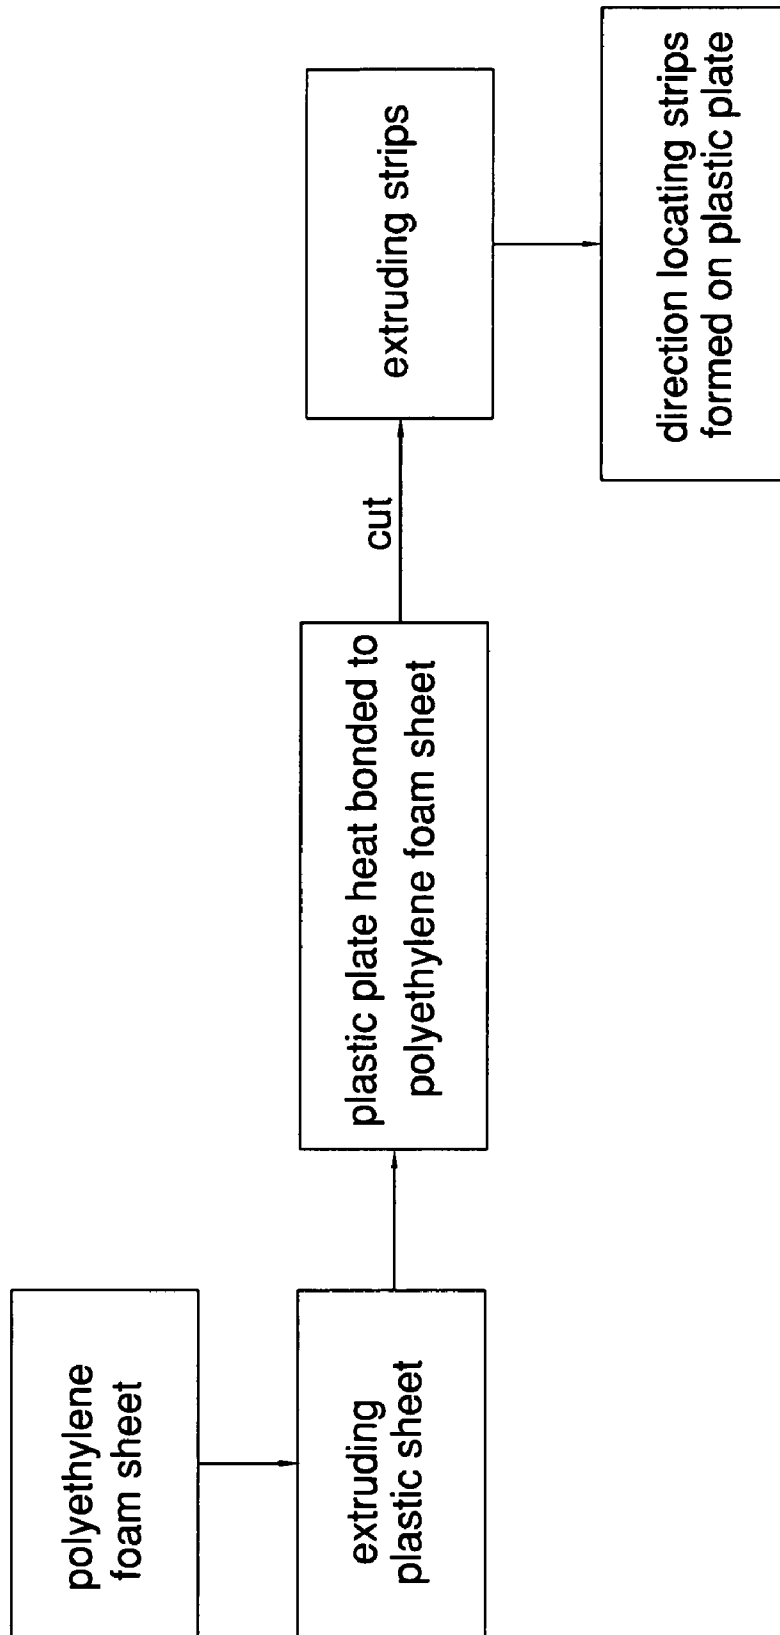 polyethylene
foam sheet
extruding
plastic sheet
plastic plate heat bonded to
polyethylene foam sheet
cut
extruding strips
direction locating strips
formed on plastic plate